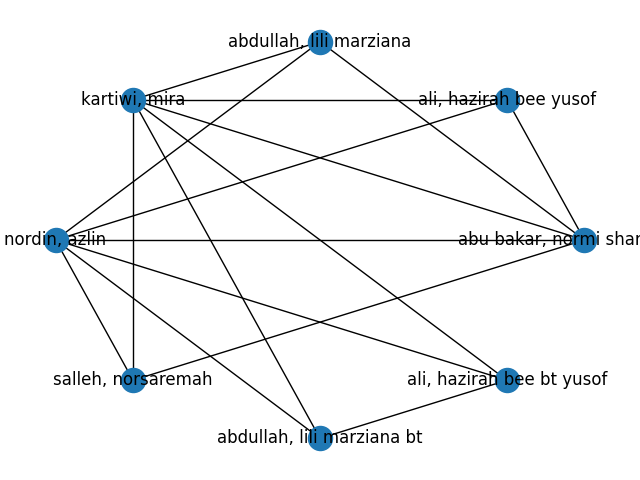 abdullah, lili marziana
kartiwi, mira
ali, hazirah bee yusof
nordin, azlin
abu bakar, normi sham
salleh, norsaremah
ali, hazirah bee bt yusof
abdullah, lili marziana bt